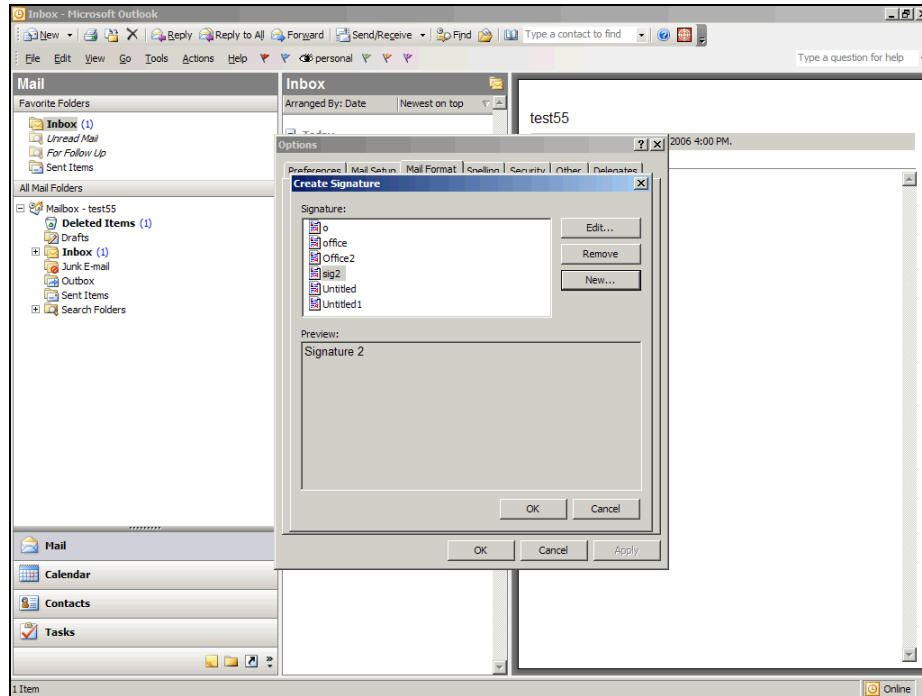 Inbox - Microsoft Outlook
New Reply Reply to All Forward Send/Receive Find Type a contact to find
File Edit View Go Tools Actions Help personal Type a question for help
Mail
Favorite Folders
Inbox (1)
Unread Mail
For Follow Up
Sent Items
All Mail Folders
Mailbox - test55
Deleted Items (1)
Drafts
Inbox (1)
Junk E-mail
Outbox
Sent Items
Search Folders
Mail
Calendar
Contacts
Tasks
Inbox
Arranged By: Date Newest on top
Today
test55
2006 4:00 PM.
Options
Preferences Mail Setup Mail Format Spelling Security Other Delegates
Create Signature
Signature:
o
office
Office2
sig2
Untitled
Untitled1
Edit...
Remove
New...
Preview:
Signature 2
OK Cancel
OK Cancel Apply
1 Item Online